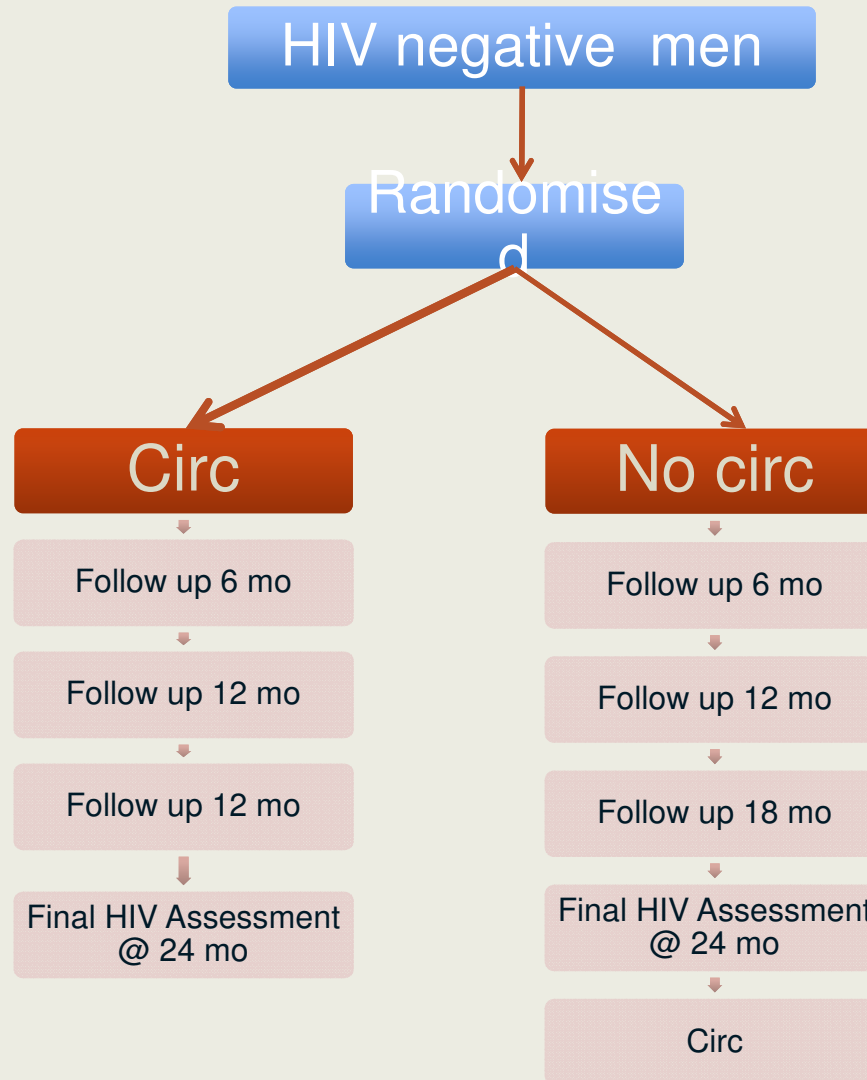 HIV negative  men
Randomise
d
Circ
Follow up 6 mo
Follow up 12 mo
Follow up 12 mo
Final HIV Assessment
@ 24 mo
No circ
Follow up 6 mo
Follow up 12 mo
Follow up 18 mo
Final HIV Assessment
@ 24 mo
Circ